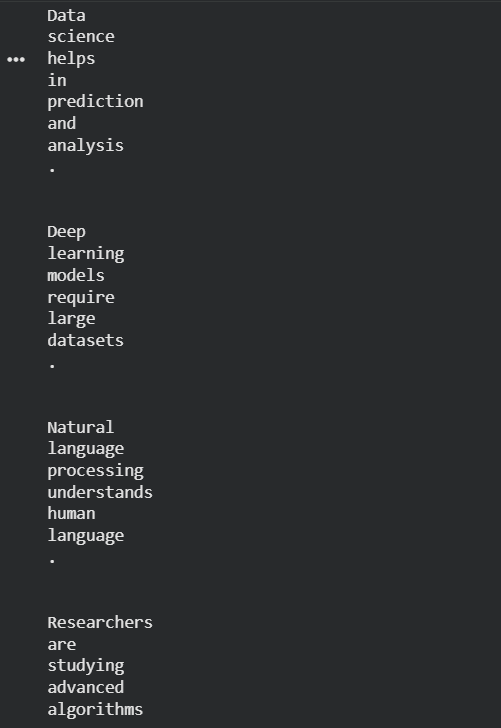 Data
science
helps
in
prediction
and
analysis
.
Deep
learning
models
require
large
datasets
.
Natural
language
processing
understands
human
language
.
Researchers
are
studying
advanced
algorithms